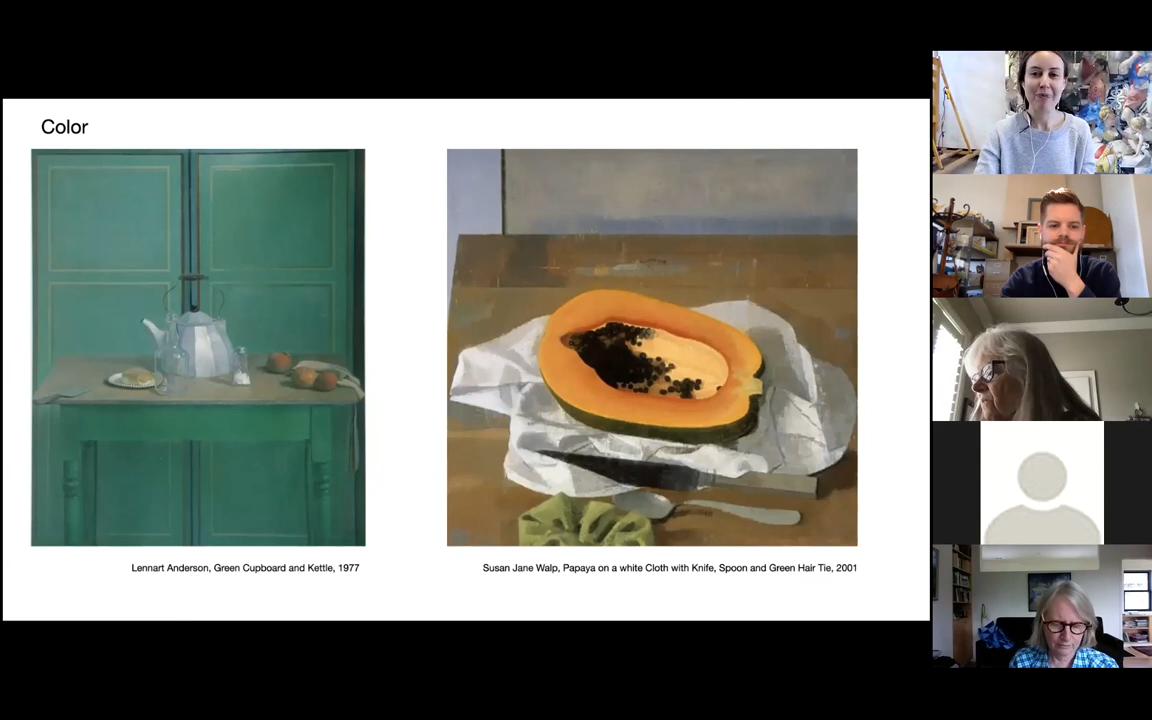 Color
Lennart Anderson, Green Cupboard and Kettle, 1977
Susan Jane Walp, Papaya on a white Cloth with Knife, Spoon and Green Hair Tie, 2001